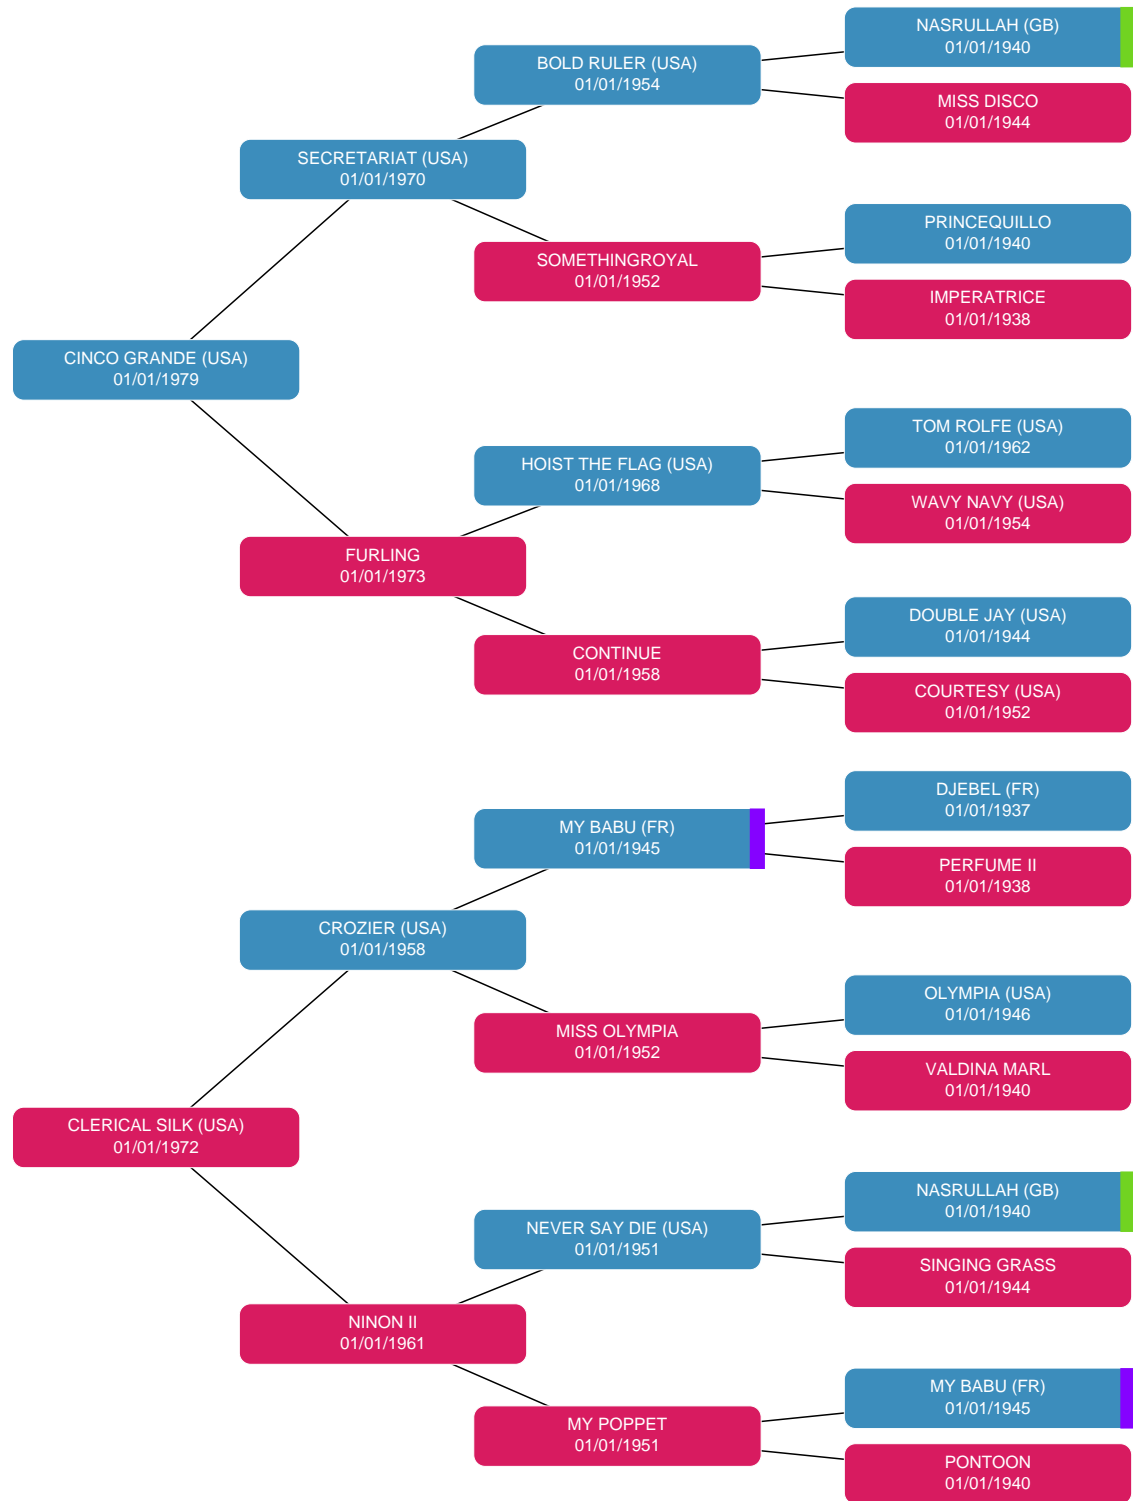 NASRULLAH (GB)
01/01/1940
BOLD RULER (USA)
01/01/1954
MISS DISCO
01/01/1944
SECRETARIAT (USA)
01/01/1970
PRINCEQUILLO
01/01/1940
SOMETHINGROYAL
01/01/1952
IMPERATRICE
01/01/1938
CINCO GRANDE (USA)
01/01/1979
TOM ROLFE (USA)
01/01/1962
HOIST THE FLAG (USA)
01/01/1968
WAVY NAVY (USA)
01/01/1954
FURLING
01/01/1973
DOUBLE JAY (USA)
01/01/1944
CONTINUE
01/01/1958
COURTESY (USA)
01/01/1952
DJEBEL (FR)
01/01/1937
MY BABU (FR)
01/01/1945
PERFUME II
01/01/1938
CROZIER (USA)
01/01/1958
OLYMPIA (USA)
01/01/1946
MISS OLYMPIA
01/01/1952
VALDINA MARL
01/01/1940
CLERICAL SILK (USA)
01/01/1972
NASRULLAH (GB)
01/01/1940
NEVER SAY DIE (USA)
01/01/1951
SINGING GRASS
01/01/1944
NINON II
01/01/1961
MY BABU (FR)
01/01/1945
MY POPPET
01/01/1951
PONTOON
01/01/1940